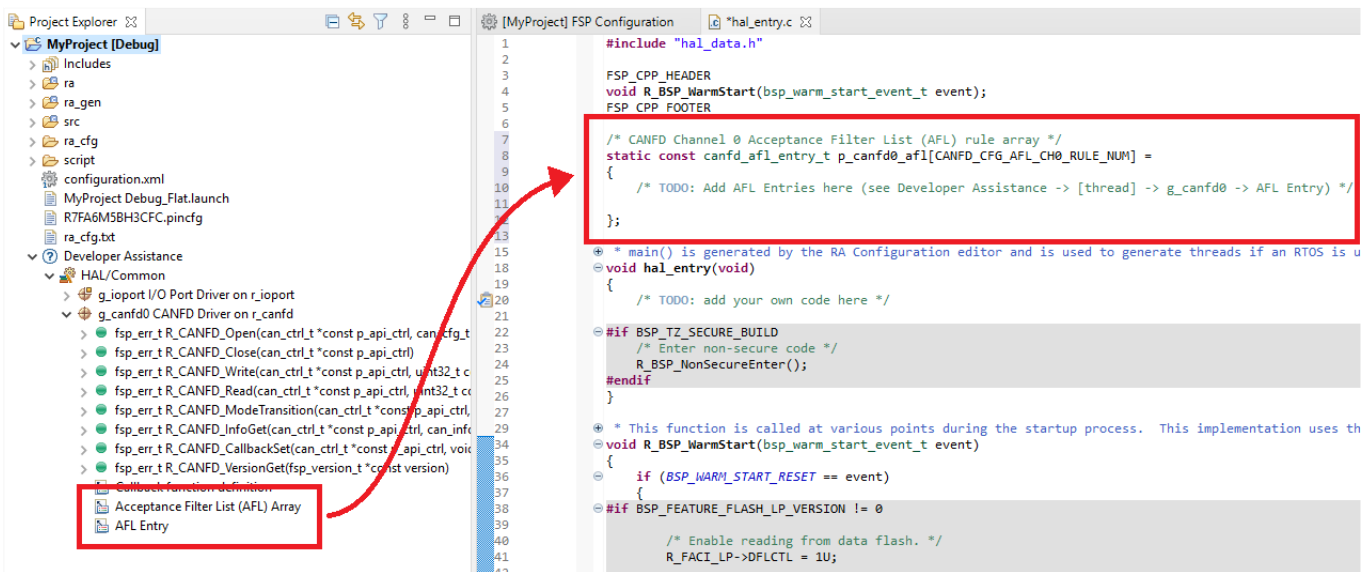 Project Explorer
MyProject [Debug]
Includes
ra
ra_gen
src
ra_cfg
script
configuration.xml
MyProject Debug_Flat.launch
R7FA6M5BH3CFC.pincfg
ra_cfg.txt
Developer Assistance
HAL/Common
g_ioport I/O Port Driver on r_ioport
g_canfd0 CANFD Driver on r_canfd
fsp_err_t R_CANFD_Open(can_ctrl_t *const p_api_ctrl, can_cfg_t
fsp_err_t R_CANFD_Close(can_ctrl_t *const p_api_ctrl)
fsp_err_t R_CANFD_Write(can_ctrl_t *const p_api_ctrl, uint32_t c
fsp_err_t R_CANFD_Read(can_ctrl_t *const p_api_ctrl, uint32_t co
fsp_err_t R_CANFD_ModeTransition(can_ctrl_t *const p_api_ctrl,
fsp_err_t R_CANFD_InfoGet(can_ctrl_t *const p_api_ctrl, can_info
fsp_err_t R_CANFD_CallbackSet(can_ctrl_t *const p_api_ctrl, void
fsp_err_t R_CANFD_VersionGet(fsp_version_t *const version)
Callback function definition
Acceptance Filter List (AFL) Array
AFL Entry
[MyProject] FSP Configuration
*hal_entry.c
1 #include "hal_data.h"
2
3 FSP_CPP_HEADER
4 void R_BSP_WarmStart(bsp_warm_start_event_t event);
5 FSP_CPP_FOOTER
6
7 /* CANFD Channel 0 Acceptance Filter List (AFL) rule array */
8 static const canfd_afl_entry_t p_canfd0_afl[CANFD_CFG_AFL_CH0_RULE_NUM] =
9 {
10 /* TODO: Add AFL Entries here (see Developer Assistance -> [thread] -> g_canfd0 -> AFL Entry) */
11
12 };
13
15 * main() is generated by the RA Configuration editor and is used to generate threads if an RTOS is u
18 void hal_entry(void)
19 {
20 /* TODO: add your own code here */
21
22 #if BSP_TZ_SECURE_BUILD
23 /* Enter non-secure code */
24 R_BSP_NonSecureEnter();
25 #endif
26 }
27
29 * This function is called at various points during the startup process. This implementation uses th
34 void R_BSP_WarmStart(bsp_warm_start_event_t event)
35 {
36 if (BSP_WARM_START_RESET == event)
37 {
38 #if BSP_FEATURE_FLASH_LP_VERSION != 0
39
40 /* Enable reading from data flash. */
41 R_FACI_LP->DFLCTL = 1U;